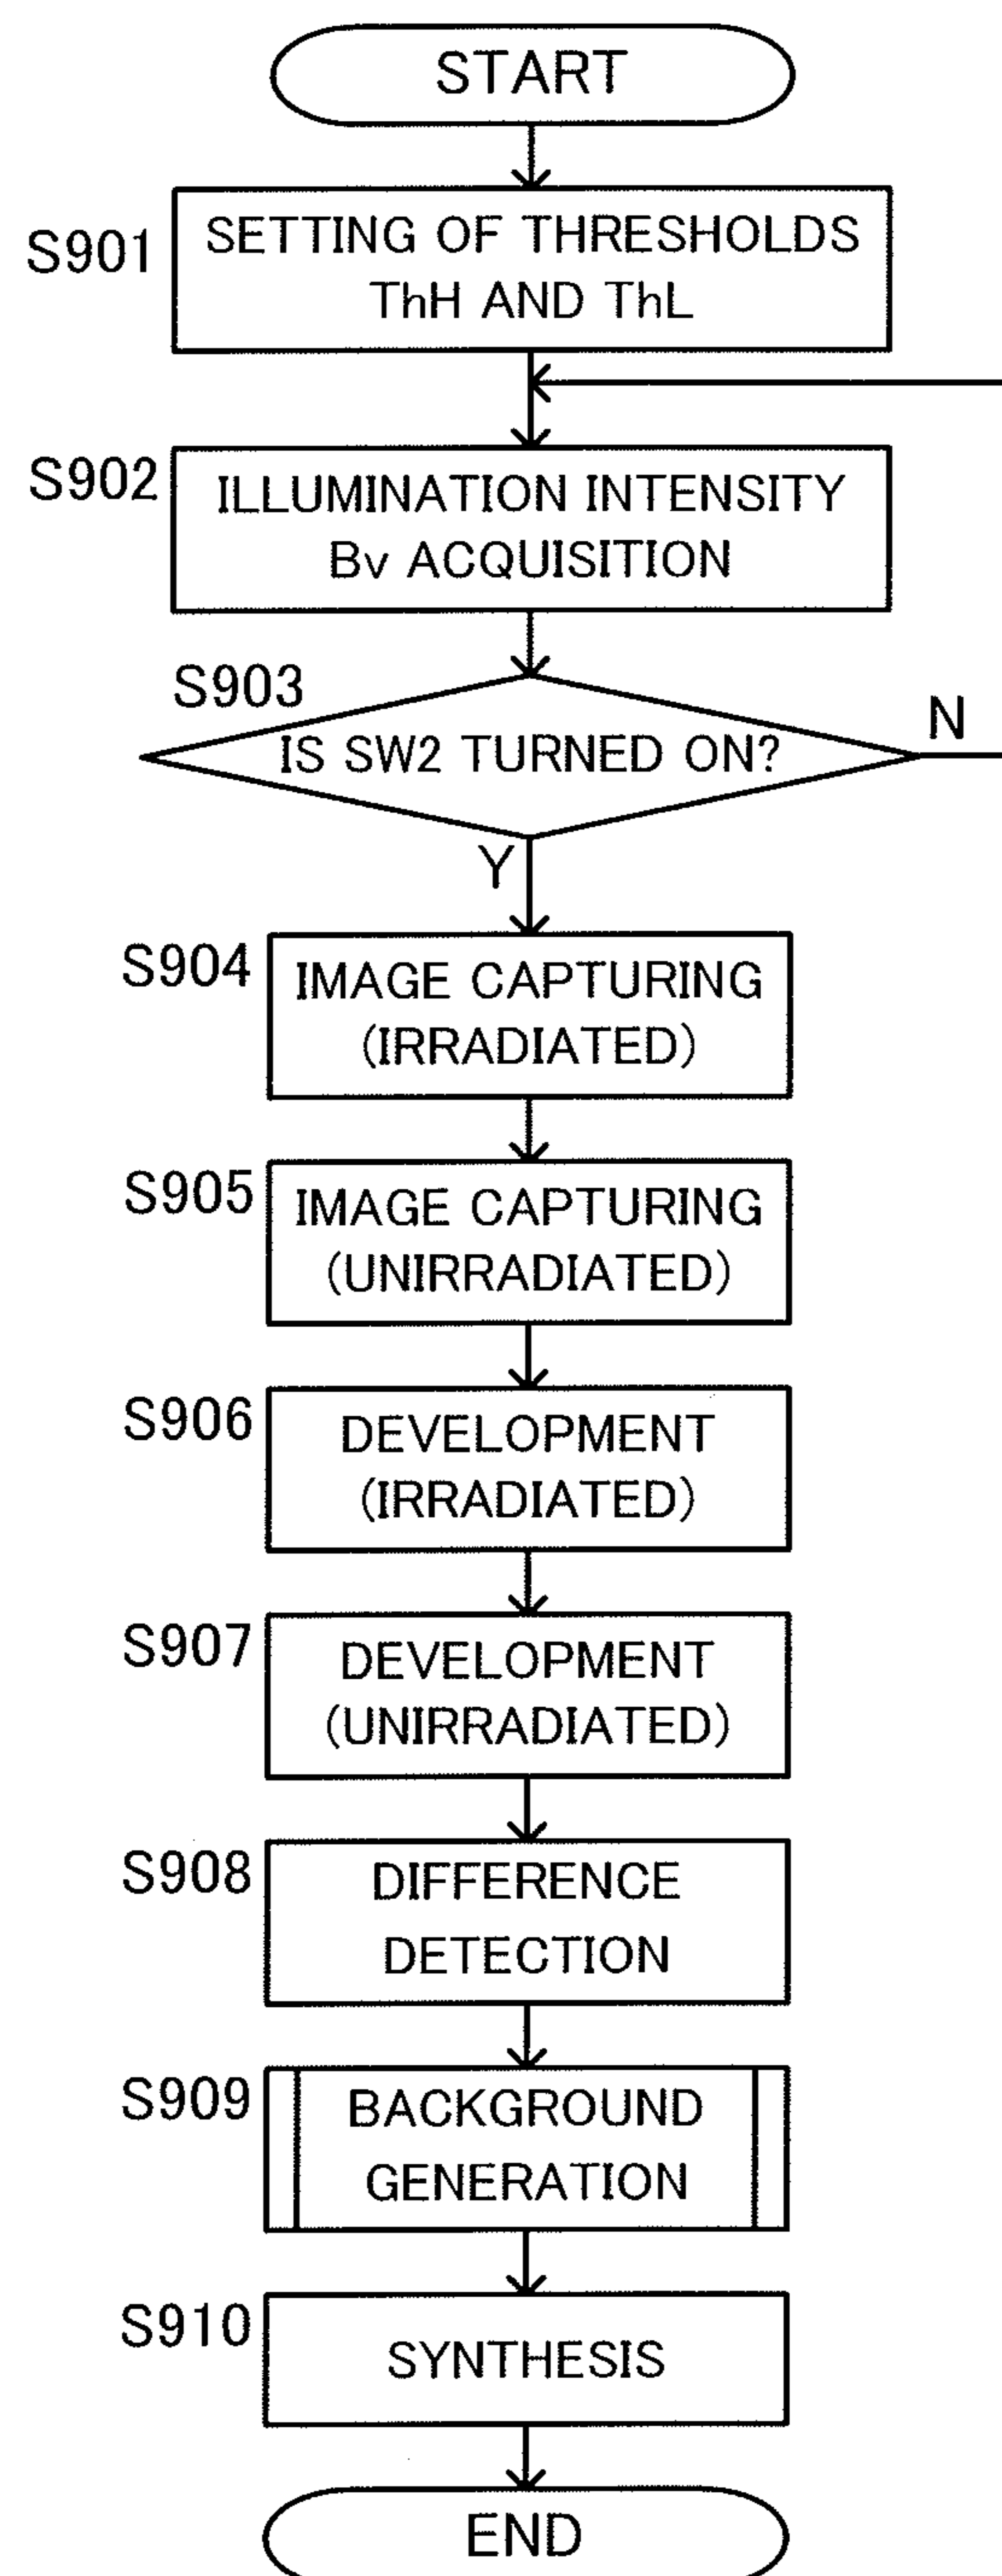 START
S901
SETTING OF THRESHOLDS
ThH AND ThL
S902
ILLUMINATION INTENSITY
Bv ACQUISITION
S903
IS SW2 TURNED ON?
N
Y
S904
IMAGE CAPTURING
(IRRADIATED)
S905
IMAGE CAPTURING
(UNIRRADIATED)
S906
DEVELOPMENT
(IRRADIATED)
S907
DEVELOPMENT
(UNIRRADIATED)
S908
DIFFERENCE
DETECTION
S909
BACKGROUND
GENERATION
S910
SYNTHESIS
END